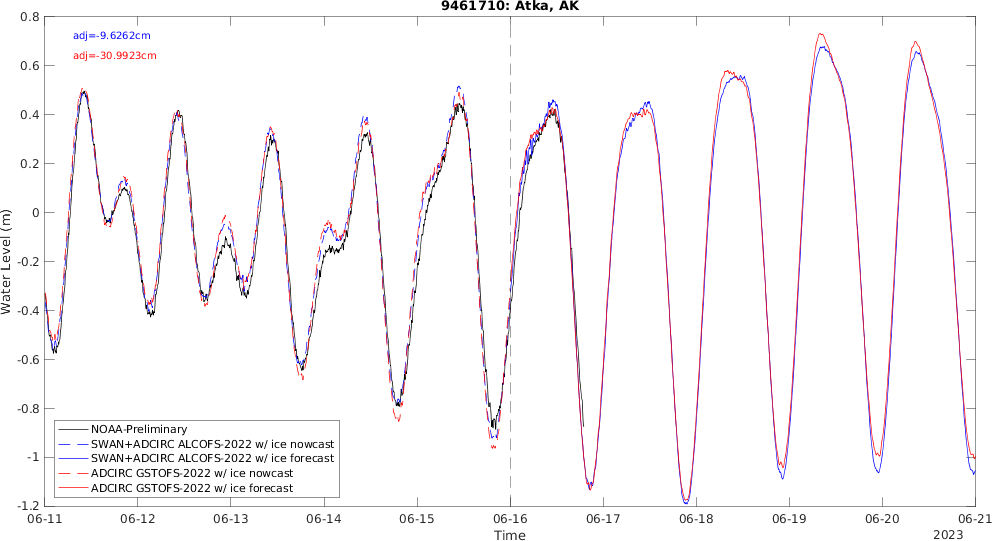 9461710: Atka, AK
adj=-9.6262cm
adj=-30.9923cm
Water Level (m)
0.8
0.6
0.4
0.2
0
-0.2
-0.4
-0.6
-0.8
-1
-1.2
NOAA-Preliminary
SWAN+ADCIRC ALCOFS-2022 w/ ice nowcast
SWAN+ADCIRC ALCOFS-2022 w/ ice forecast
ADCIRC GSTOFS-2022 w/ ice nowcast
ADCIRC GSTOFS-2022 w/ ice forecast
06-11 06-12 06-13 06-14 06-15 06-16 06-17 06-18 06-19 06-20 06-21
Time
2023